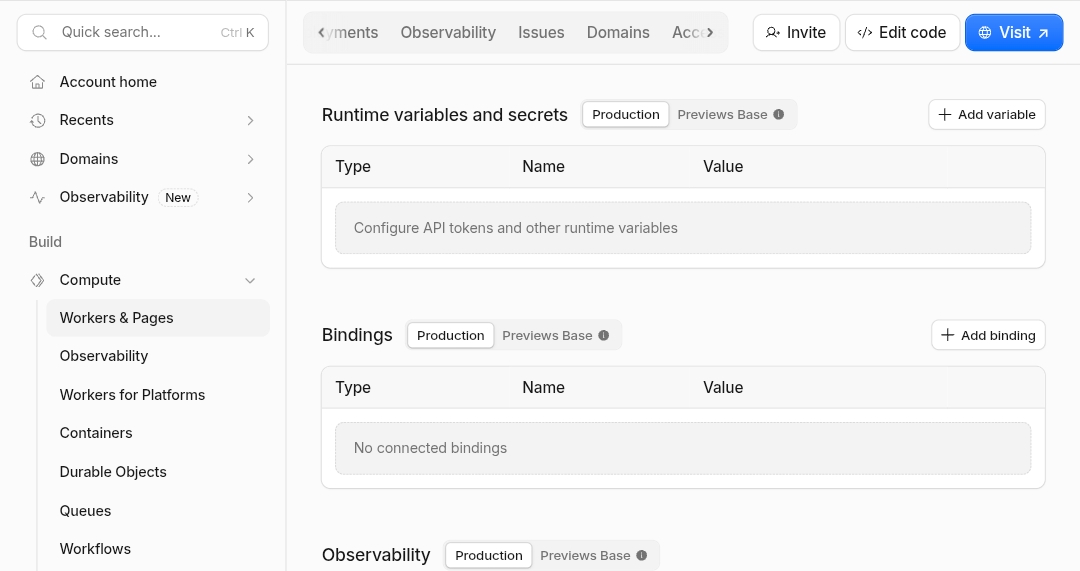 Quick search...
Ctrl K
Account home
Recents
Domains
Observability New
Build
Compute
Workers & Pages
Observability
Workers for Platforms
Containers
Durable Objects
Queues
Workflows
yments Observability Issues Domains Acce
Invite
Edit code
Visit
Runtime variables and secrets Production Previews Base
Add variable
Type Name Value
Configure API tokens and other runtime variables
Bindings Production Previews Base
Add binding
Type Name Value
No connected bindings
Observability Production Previews Base